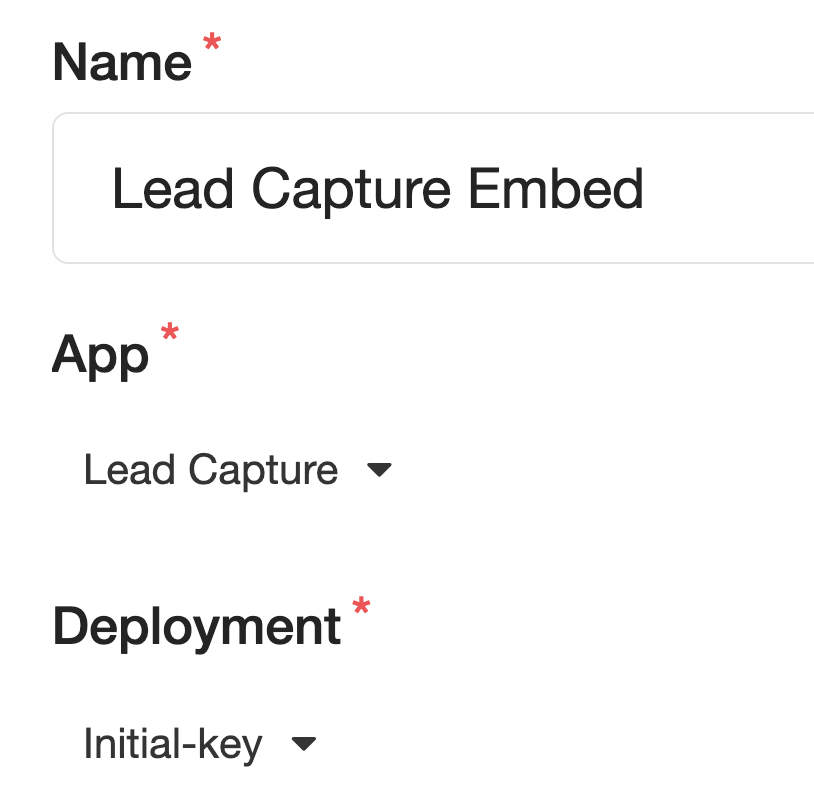 Name *
Lead Capture Embed
App *
Lead Capture
Deployment *
Initial-key